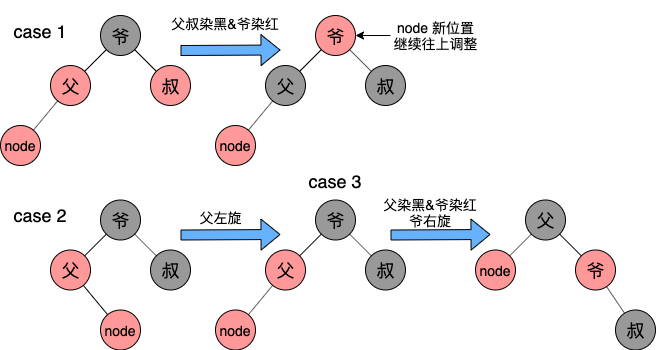 case 1
父叔染黑&爷染红
爷
父
叔
node
爷
node 新位置
继续往上调整
父
叔
node
case 2
爷
父
叔
node
父左旋
case 3
爷
父
叔
node
父染黑&爷染红
爷右旋
父
node
爷
叔